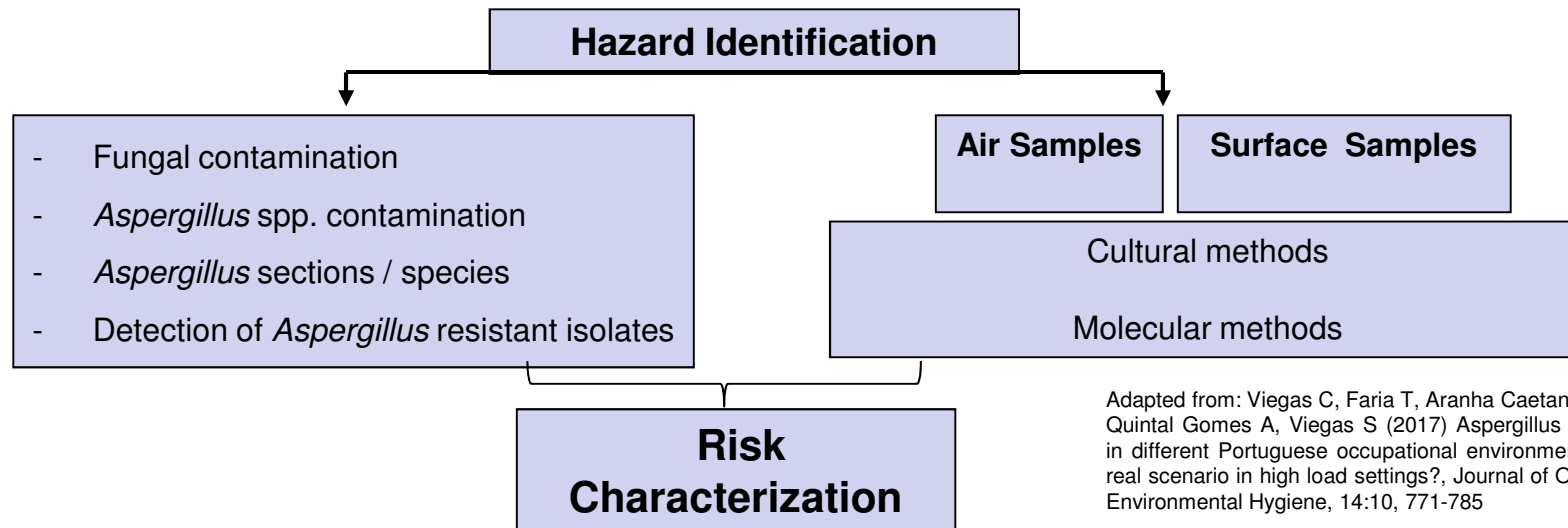 Hazard Identification
- Fungal contamination
- Aspergillus spp. contamination
- Aspergillus sections / species
- Detection of Aspergillus resistant isolates
Air Samples
Surface Samples
Cultural methods
Molecular methods
Risk
Characterization
Adapted from: Viegas C, Faria T, Aranha
Quintal Gomes A, Viegas S (2017) Aspergillus
in different Portuguese occupational
real scenario in high load settings?, Journal of
Environmental Hygiene, 14:10, 771-785